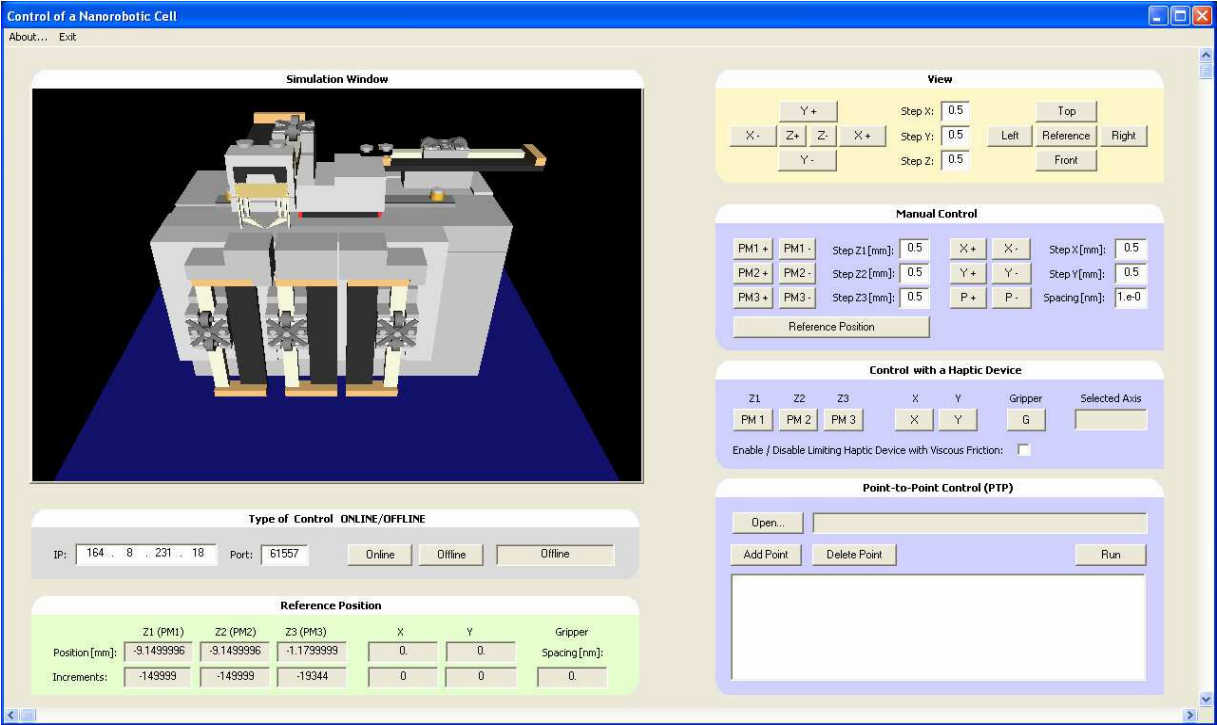 Control of a Nanorobotic Cell
About... Exit
Simulation Window
Type of Control ONLINE/OFFLINE
IP: 164 . 8 . 231 . 18 Port: 61557 Online Offline Offline
Reference Position
Z1 (PM1) Z2 (PM2) Z3 (PM3) X Y Gripper
Position [mm]: -9.1499996 -9.1499996 -1.1799999 0. 0. Spacing [nm]:
Increments: -149999 -149999 -19344 0 0 0.
View
Y + Step X: 0.5 Top
X - Z+ Z- X + Step Y: 0.5 Left Reference Right
Y - Step Z: 0.5 Front
Manual Control
PM1 + PM1 - Step Z1 [mm]: 0.5 X + X - Step X [mm]: 0.5
PM2 + PM2 - Step Z2 [mm]: 0.5 Y + Y - Step Y [mm]: 0.5
PM3 + PM3 - Step Z3 [mm]: 0.5 P + P - Spacing [nm]: 1.e-0
Reference Position
Control with a Haptic Device
Z1 Z2 Z3 X Y Gripper Selected Axis
PM 1 PM 2 PM 3 X Y G
Enable / Disable Limiting Haptic Device with Viscous Friction:
Point-to-Point Control (PTP)
Open...
Add Point Delete Point Run